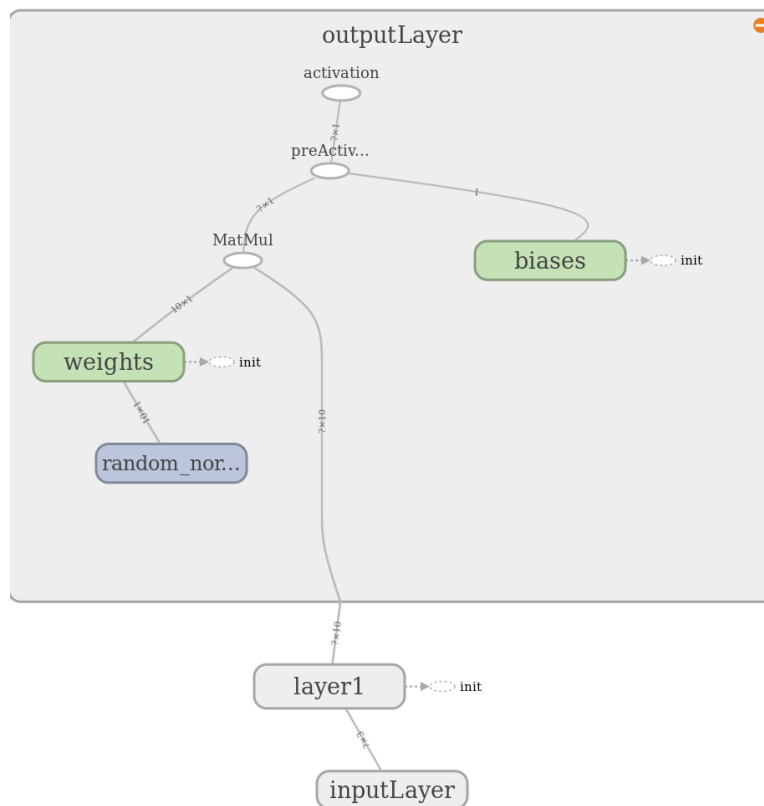 outputLayer
activation
?×1
preActiv...
?×1
1
MatMul
biases
init
10×1
weights
init
?×10
10×1
random_nor...
?×10
layer1
init
?×3
inputLayer